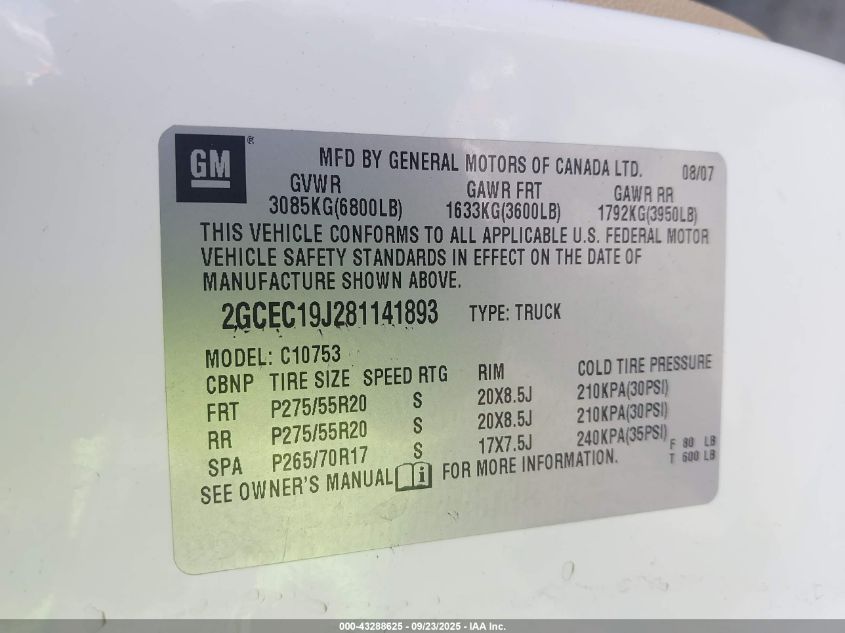 GM®
MFD BY GENERAL MOTORS OF CANADA LTD. 08/07
GVWR GAWR FRT GAWR RR
3085KG(6800LB) 1633KG(3600LB) 1792KG(3950LB)
THIS VEHICLE CONFORMS TO ALL APPLICABLE U.S. FEDERAL MOTOR
VEHICLE SAFETY STANDARDS IN EFFECT ON THE DATE OF
MANUFACTURE SHOWN ABOVE.
2GCEC19J281141893 TYPE: TRUCK
MODEL: C10753
CBNP TIRE SIZE SPEED RTG RIM COLD TIRE PRESSURE
FRT P275/55R20 S 20X8.5J 210KPA(30PSI)
RR P275/55R20 S 20X8.5J 210KPA(30PSI)
SPA P265/70R17 S 17X7.5J 240KPA(35PSI) F 80 LB
T 600 LB
SEE OWNER'S MANUAL i FOR MORE INFORMATION.
000-43288625 - 09/23/2025 - IAA Inc.